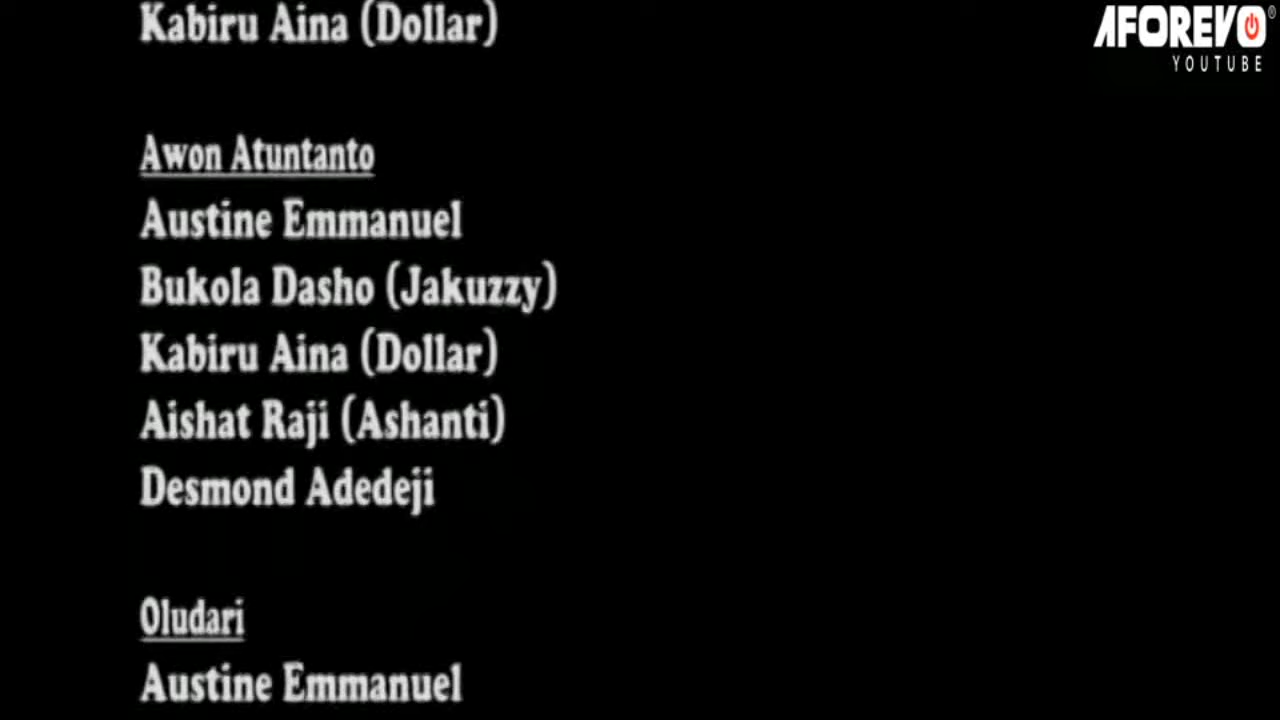 Kabiru Aina (Dollar)
AFOREVO®
YOUTUBE
Awon Atuntanto
Austine Emmanuel
Bukola Dasho (Jakuzzy)
Kabiru Aina (Dollar)
Aishat Raji (Ashanti)
Desmond Adedeji
Oludari
Austine Emmanuel